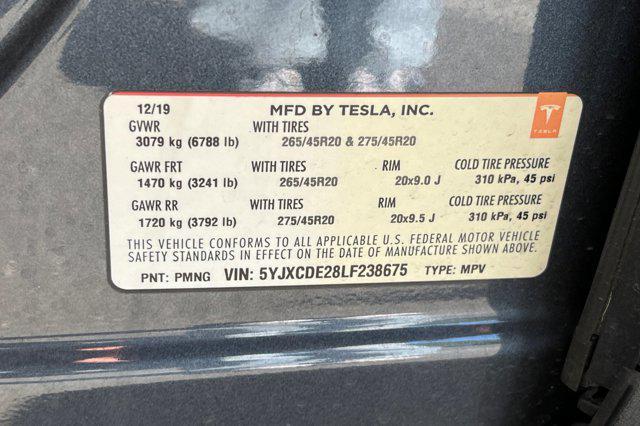 12/19 MFD BY TESLA, INC.
GVWR WITH TIRES
3079 kg (6788 lb) 265/45R20 & 275/45R20
GAWR FRT WITH TIRES RIM COLD TIRE PRESSURE
1470 kg (3241 lb) 265/45R20 20x9.0 J 310 kPa, 45 psi
GAWR RR WITH TIRES RIM COLD TIRE PRESSURE
1720 kg (3792 lb) 275/45R20 20x9.5 J 310 kPa, 45 psi
THIS VEHICLE CONFORMS TO ALL APPLICABLE U.S. FEDERAL MOTOR VEHICLE
SAFETY STANDARDS IN EFFECT ON THE DATE OF MANUFACTURE SHOWN ABOVE.
PNT: PMNG VIN: 5YJXCDE28LF238675 TYPE: MPV
TESLA